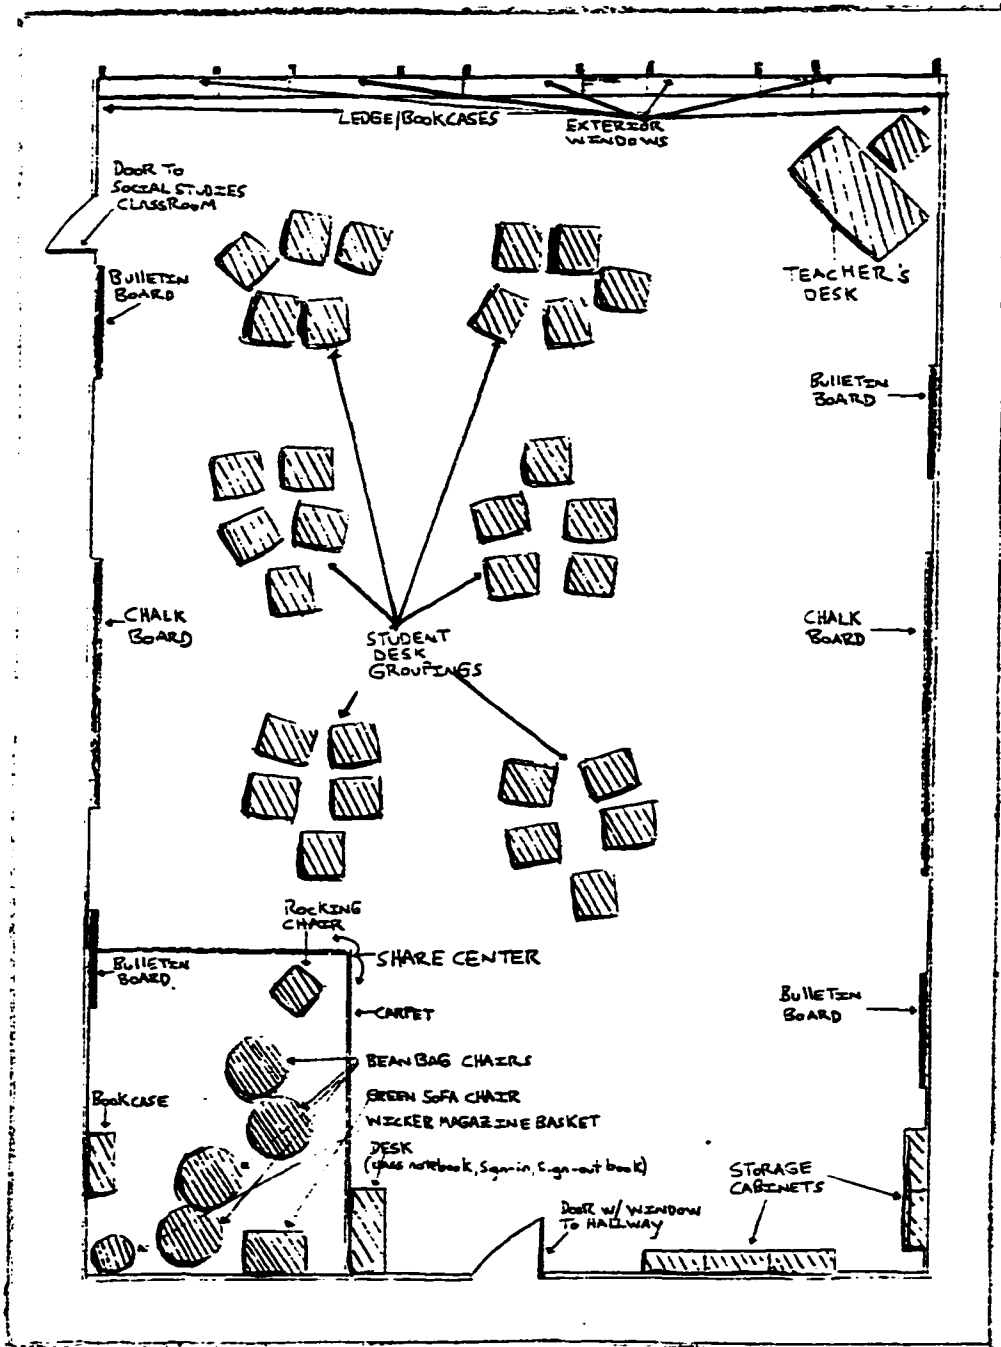 LEDGE/BOOKCASES
EXTERIOR
WINDOWS
DOOR TO
SOCIAL STUDIES
CLASSROOM
BULLETIN
BOARD
TEACHER'S
DESK
BULLETIN
BOARD
CHALK
BOARD
STUDENT
DESK
GROUPINGS
CHALK
BOARD
ROCKING
CHAIR
SHARE CENTER
BULLETIN
BOARD
CARPET
BULLETIN
BOARD
BEAN BAG CHAIRS
BOOKCASE
GREEN SOFA CHAIR
WICKER MAGAZINE BASKET
DESK
(class notebook, sign-in, sign-out book)
STORAGE
CABINETS
DOOR W/ WINDOW
TO HALLWAY